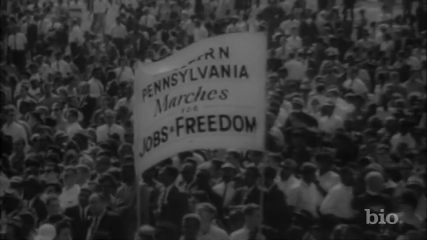 PENNSYLVANIA
Marches
FOR
JOBS & FREEDOM
bio.